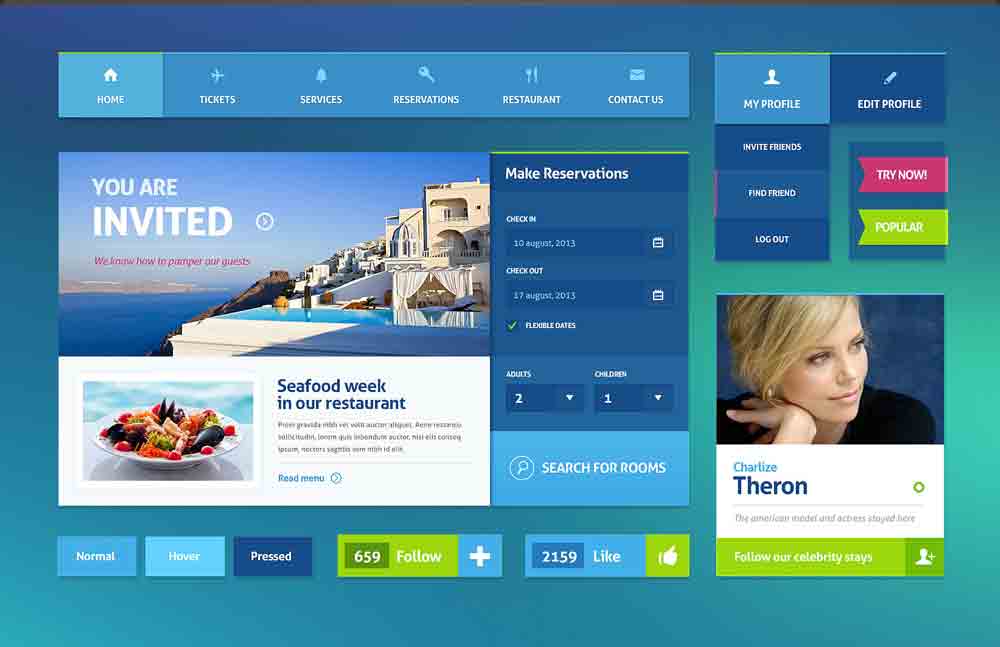 HOME
TICKETS
SERVICES
RESERVATIONS
RESTAURANT
CONTACT US
MY PROFILE
EDIT PROFILE
INVITE FRIENDS
FIND FRIEND
LOG OUT
TRY NOW!
POPULAR
YOU ARE
INVITED
We know how to pamper our guests
Make Reservations
CHECK IN
10 august, 2013
CHECK OUT
17 august, 2013
FLEXIBLE DATES
ADULTS
CHILDREN
2
1
SEARCH FOR ROOMS
Seafood week
in our restaurant
Proin gravida nibh vel velit auctor aliquet. Aene
sollicitudin, lorem quis bibendum auctor, nisi elit conseq
ipsum, nec sagittis sem nibh id elit.
Read menu
Charlize
Theron
The american model and actress stayed here
Follow our celebrity stays
Normal
Hover
Pressed
659 Follow
2159 Like